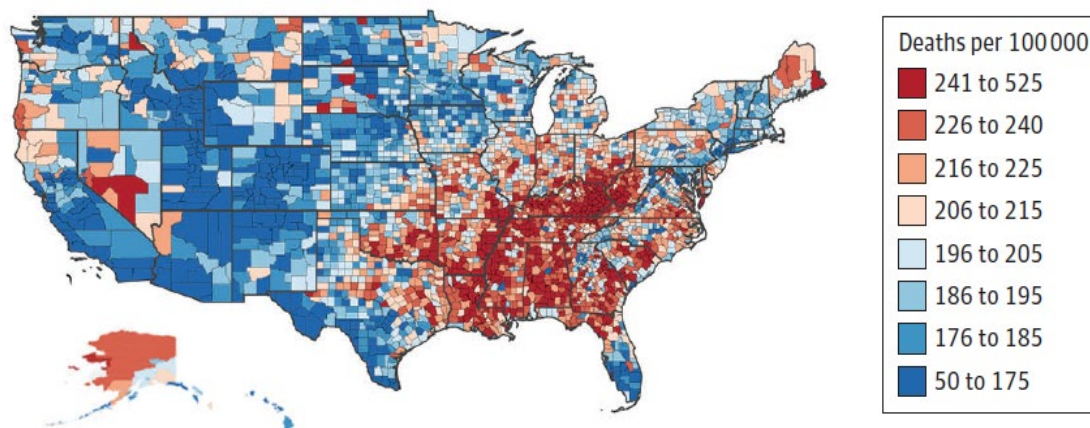 Deaths per 100 000
241 to 525
226 to 240
216 to 225
206 to 215
196 to 205
186 to 195
176 to 185
50 to 175